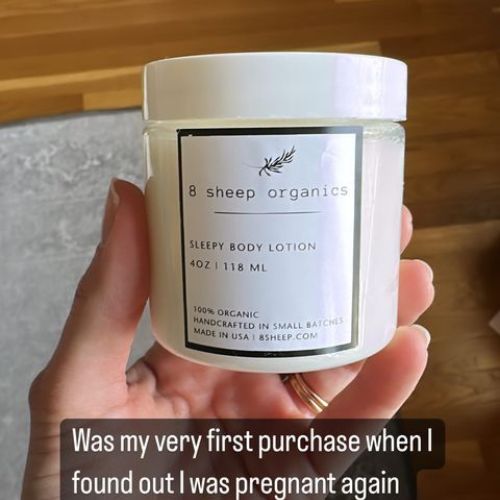 8 sheep organics
SLEEPY BODY LOTION
4OZ | 118 ML
100% ORGANIC
HANDCRAFTED IN SMALL BATCHES
MADE IN USA | 8SHEEP.COM
Was my very first purchase when I
found out I was pregnant again